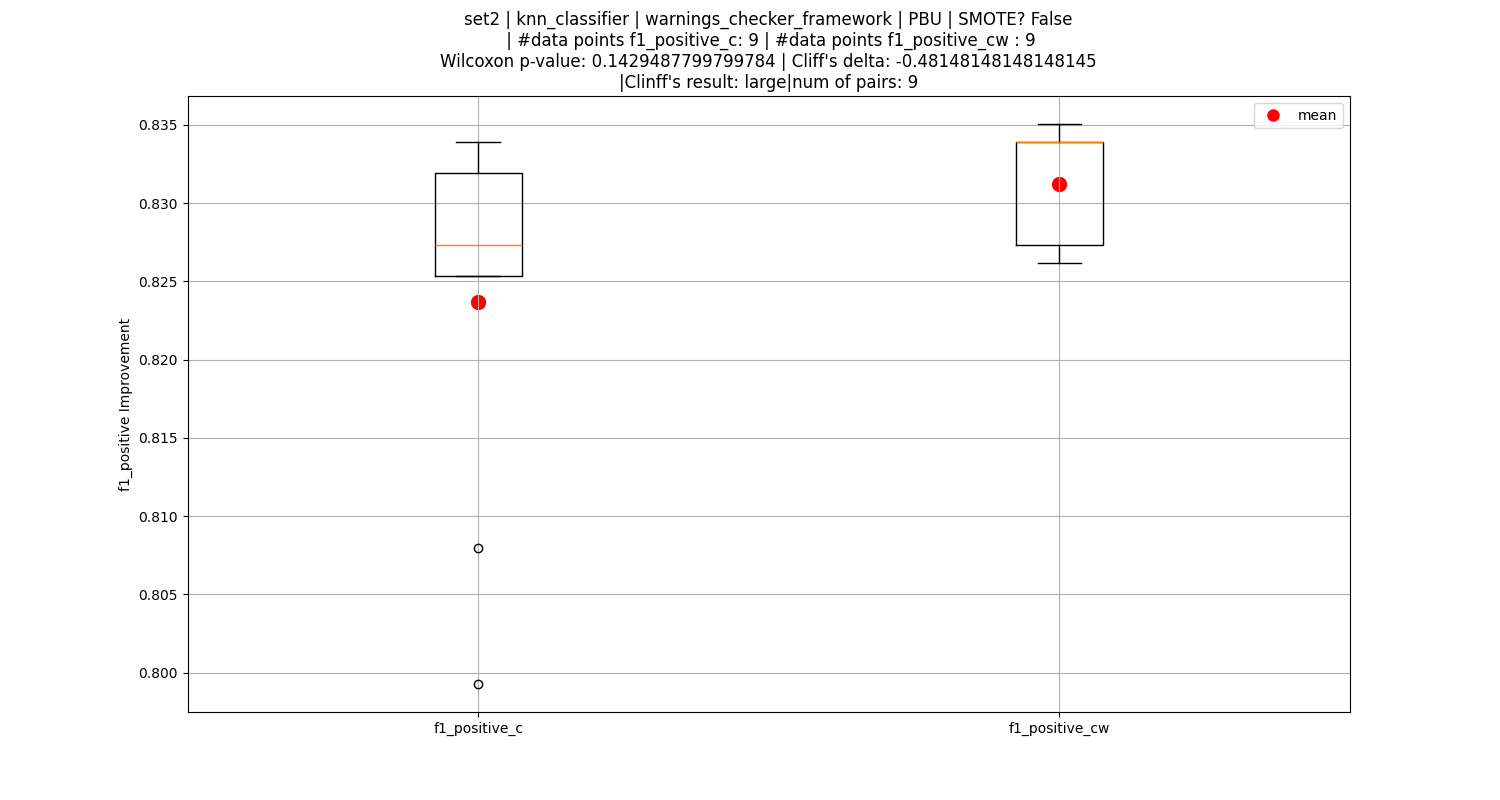 set2 | knn_classifier | warnings_checker_framework | PBU | SMOTE? False
| #data points f1_positive_c: 9 | #data points f1_positive_cw : 9
Wilcoxon p-value: 0.1429487799799784 | Cliff's delta: -0.48148148148148145
|Clinff's result: large|num of pairs: 9
mean
0.835
0.830
0.825
0.820
0.815
0.810
0.805
0.800
f1_positive Improvement
f1_positive_c
f1_positive_cw